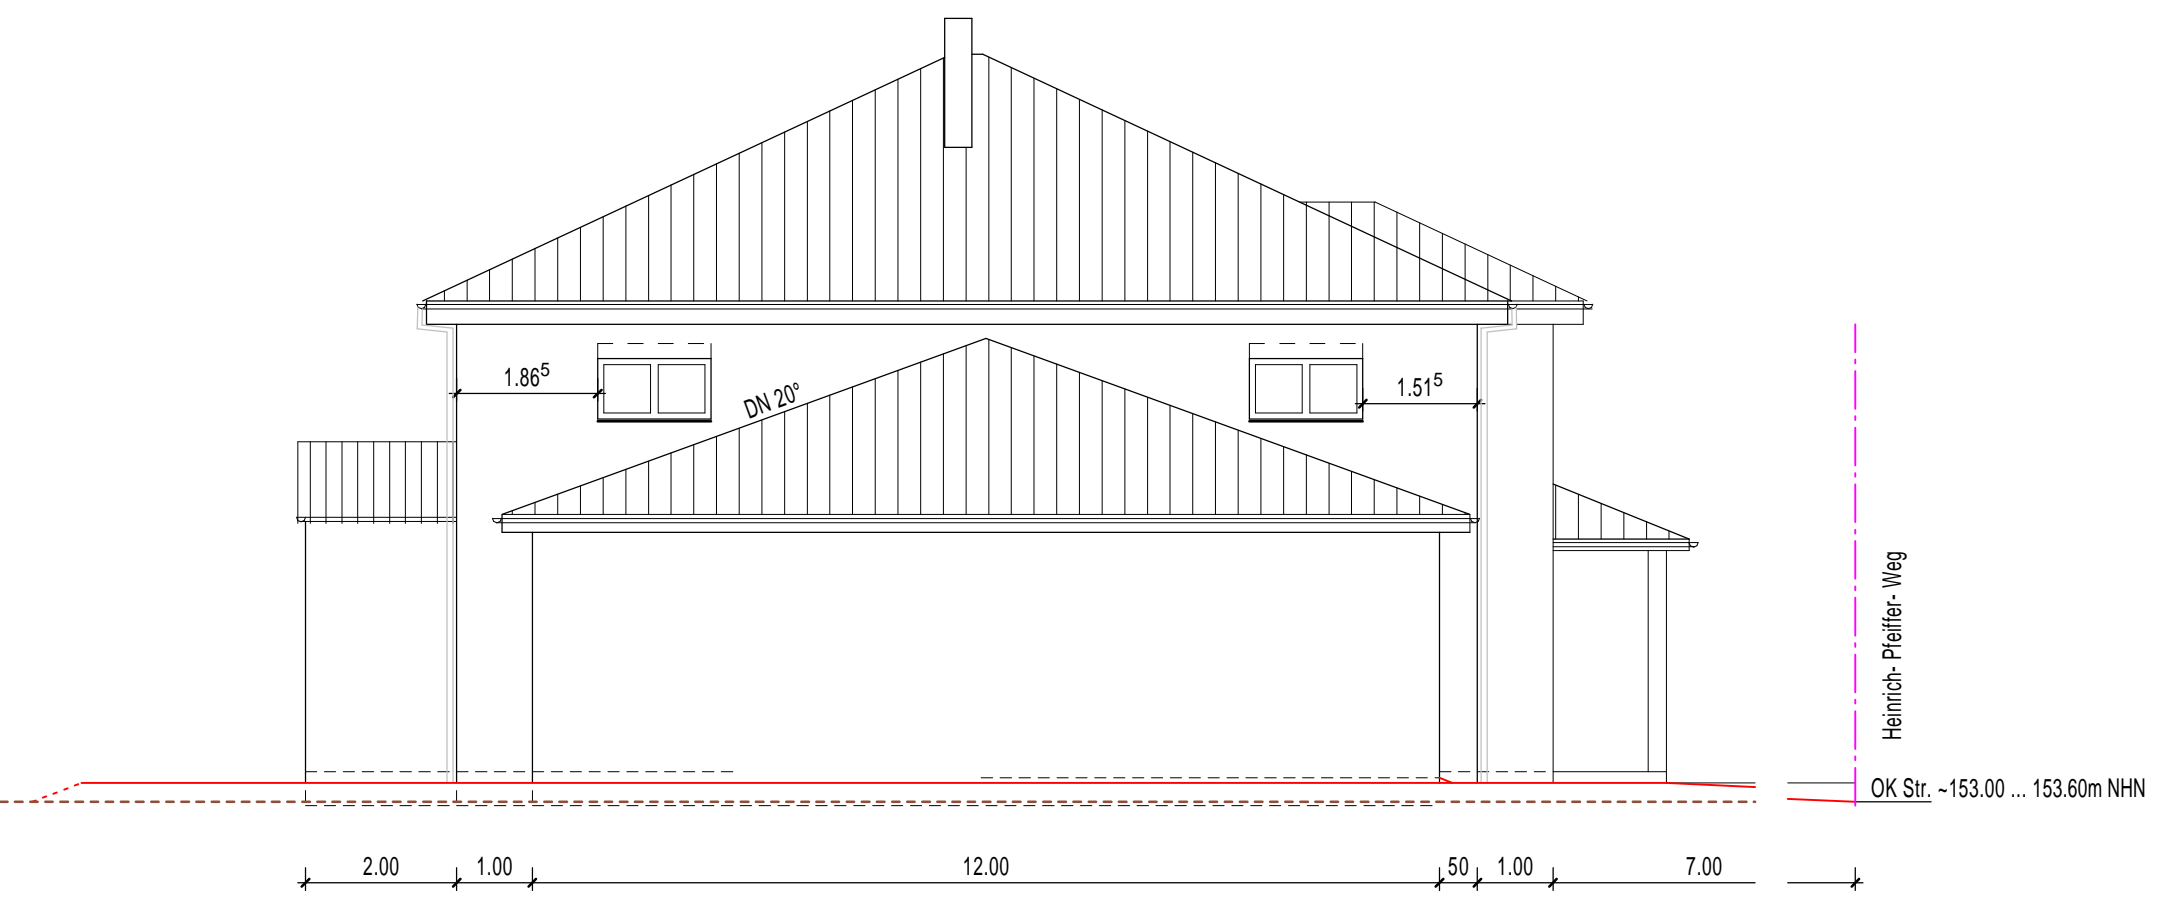 1.86⁵
DN 20°
1.51⁵
Heinrich- Pfeiffer- Weg
OK Str. ~153.00 ... 153.60m NHN
2.00
1.00
12.00
50
1.00
7.00